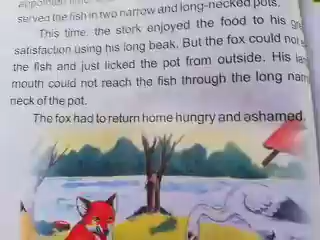 served the fish in two narrow and long-necked pots.
This time, the stork enjoyed the food to his
satisfaction using his long beak. But the fox could not
the fish and just licked the pot from outside. His
mouth could not reach the fish through the long
neck of the pot.
The fox had to return home hungry and ashamed.